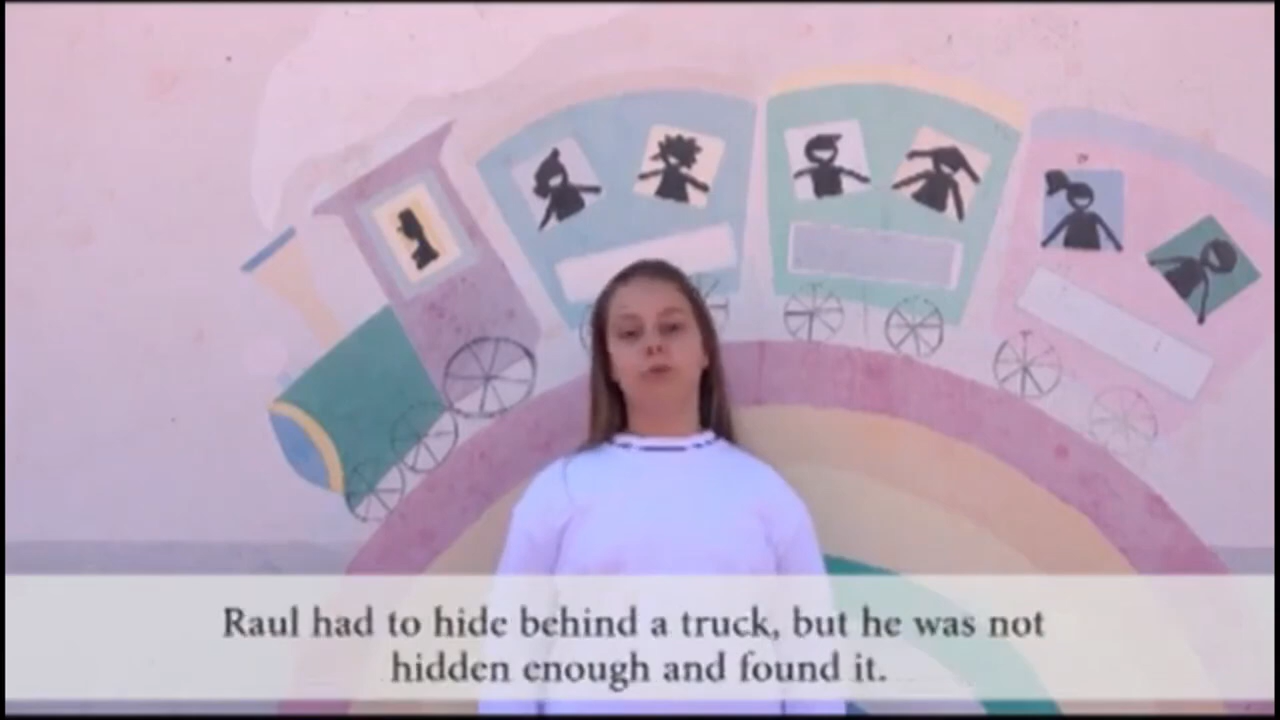 Raul had to hide behind a truck, but he was not
hidden enough and found it.